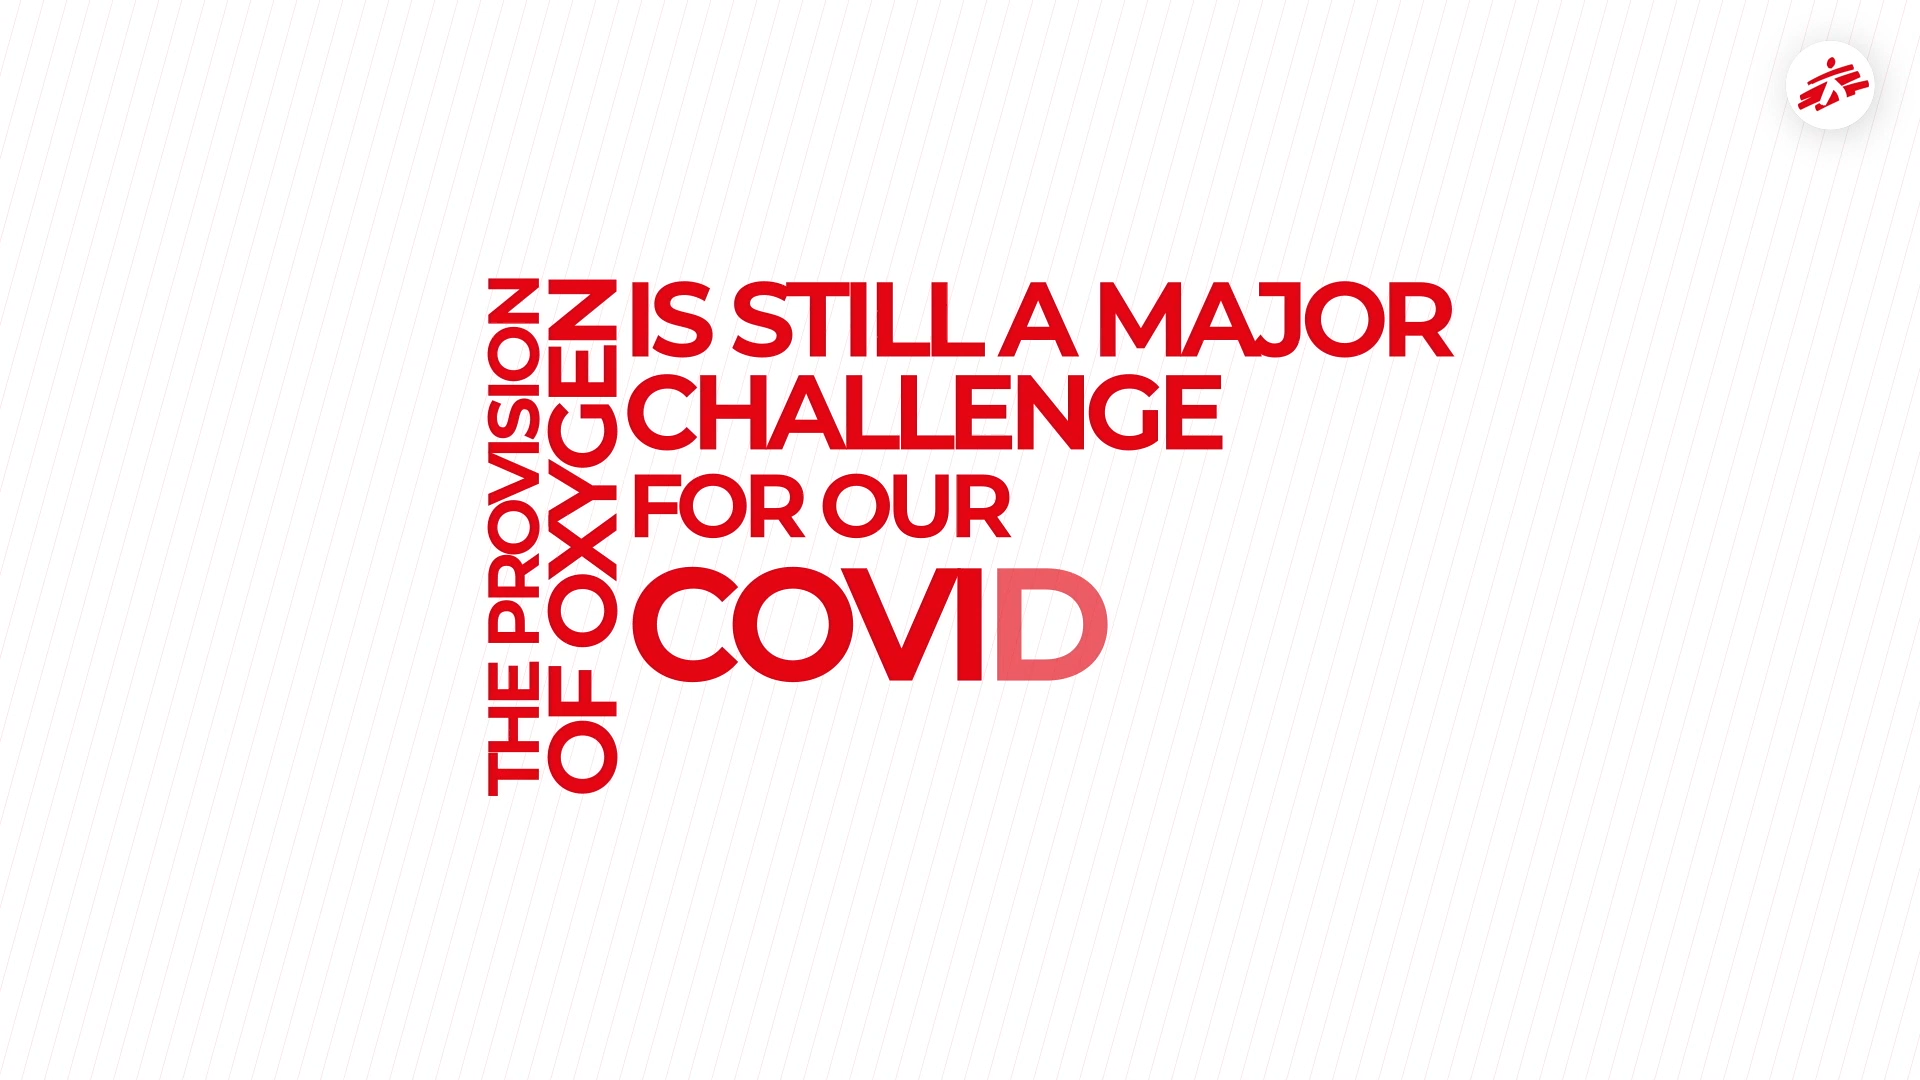 THE PROVISION
OF OXYGEN
IS STILL A MAJOR
CHALLENGE
FOR OUR
COVID